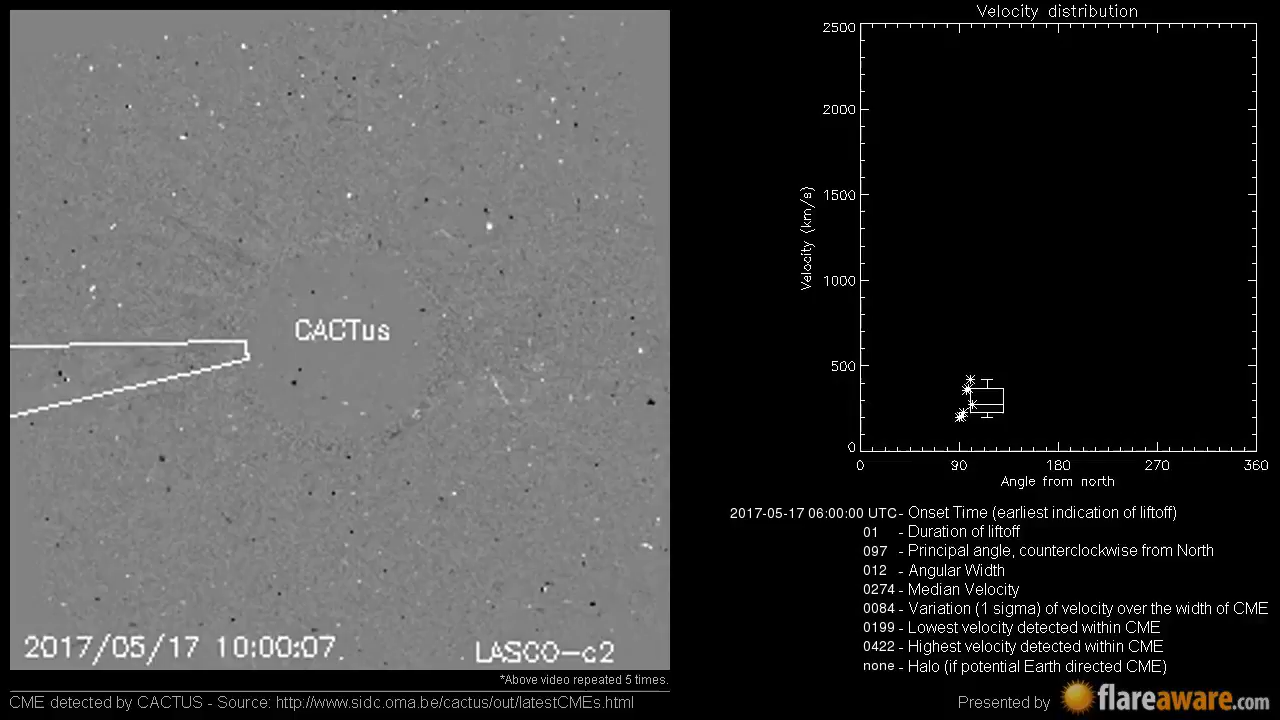 CACTus
2017/05/17 10:00:07
LASCO-c2
*Above video repeated 5 times.
CME detected by CACTUS - Source: http://www.sidc.oma.be/cactus/out/latestCMEs.html
Velocity distribution
2500
2000
1500
1000
500
0
Velocity (km/s)
0 90 180 270 360
Angle from north
2017-05-17 06:00:00 UTC - Onset Time (earliest indication of liftoff)
01 - Duration of liftoff
097 - Principal angle, counterclockwise from North
012 - Angular Width
0274 - Median Velocity
0084 - Variation (1 sigma) of velocity over the width of CME
0199 - Lowest velocity detected within CME
0422 - Highest velocity detected within CME
none - Halo (if potential Earth directed CME)
Presented by flareaware.com